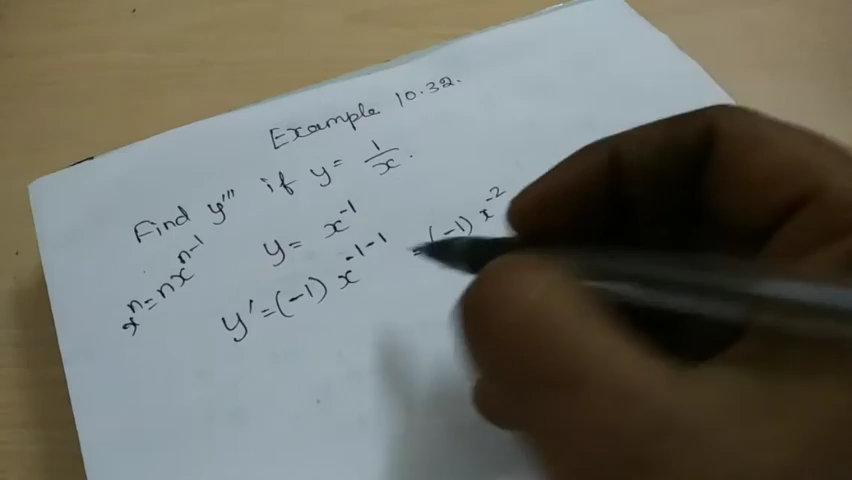 Example 10.32.
Find y''' if y = 1/x.
y = x⁻¹
xⁿ = nxⁿ⁻¹
y' = (-1) x⁻¹⁻¹ = (-1) x⁻²